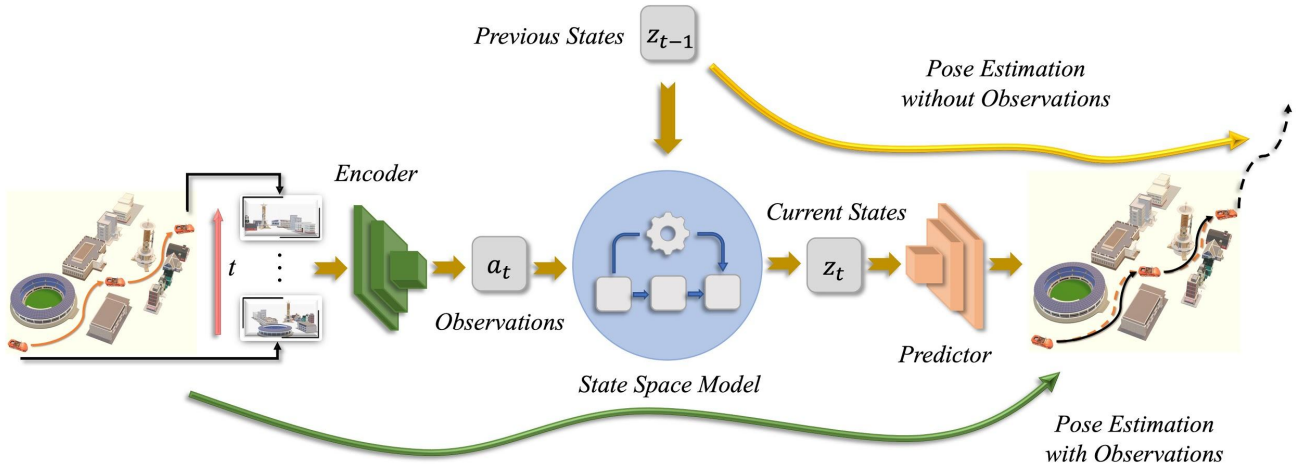 Previous States
z_{t-1}
Pose Estimation
without Observations
Encoder
t
a_t
Observations
State Space Model
Current States
z_t
Predictor
Pose Estimation
with Observations